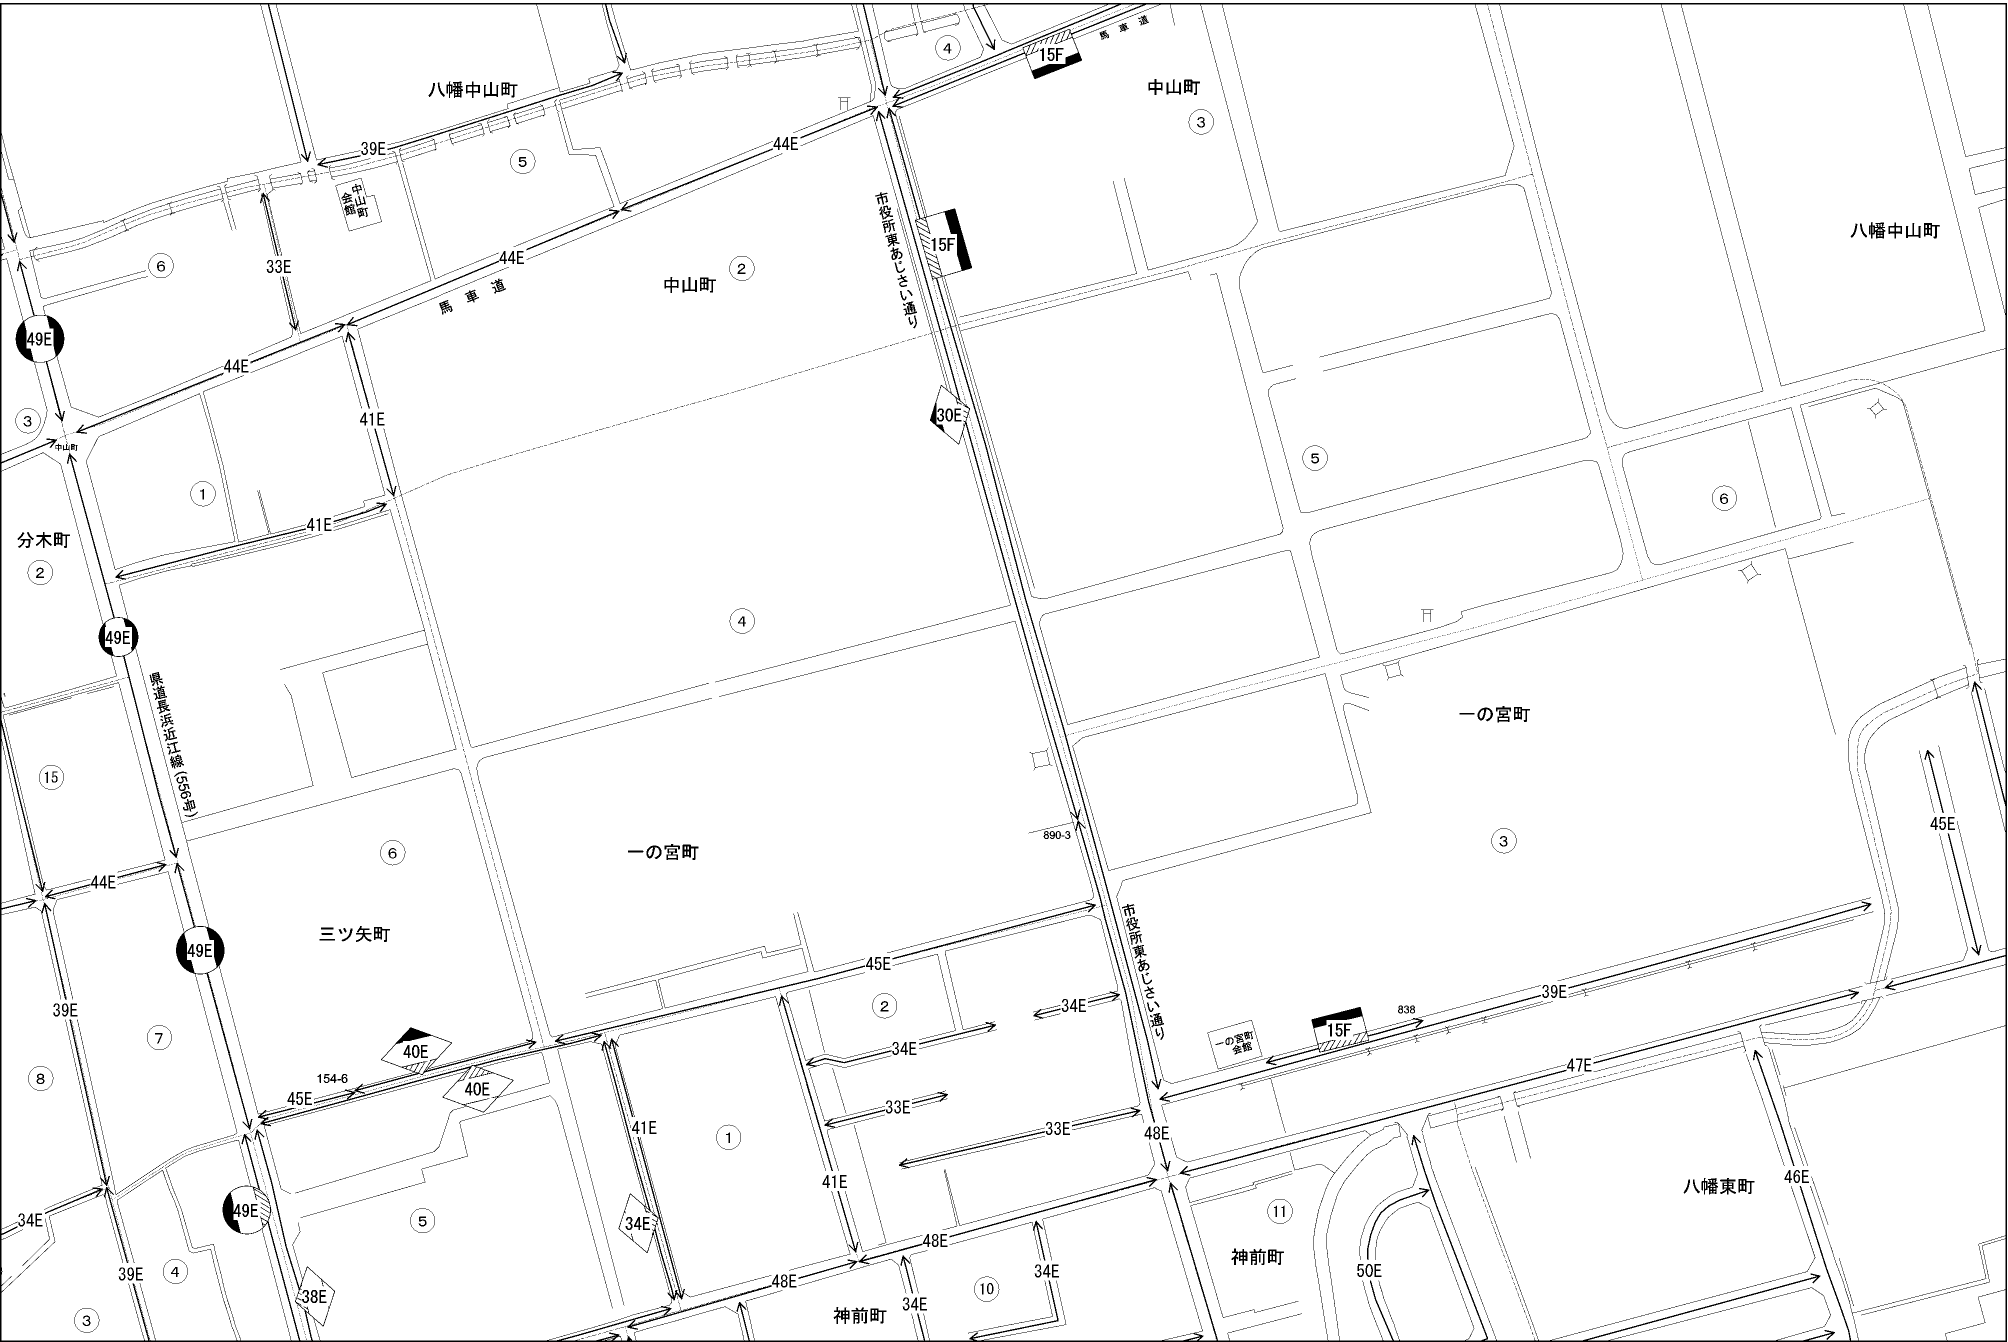 馬車道
15F
④
八幡中山町
中山町
③
39E
⑤
44E
中山町会館
市役所東あじさい通り
15F
八幡中山町
⑥
33E
44E
②
中山町
馬車道
49E
44E
③
41E
30E
中山町
⑤
①
⑥
41E
分木町
②
④
49E
県道長浜近江線(556号)
一の宮町
⑮
890-3
③
45E
⑥
一の宮町
44E
三ツ矢町
市役所東あじさい通り
49E
45E
39E
39E
②
34E
838
15F
⑦
一の宮町会館
40E
34E
47E
⑧
154-6
40E
45E
33E
41E
①
33E
48E
41E
46E
八幡東町
49E
34E
⑤
34E
⑪
48E
神前町
39E
④
48E
34E
50E
⑩
38E
34E
神前町
③